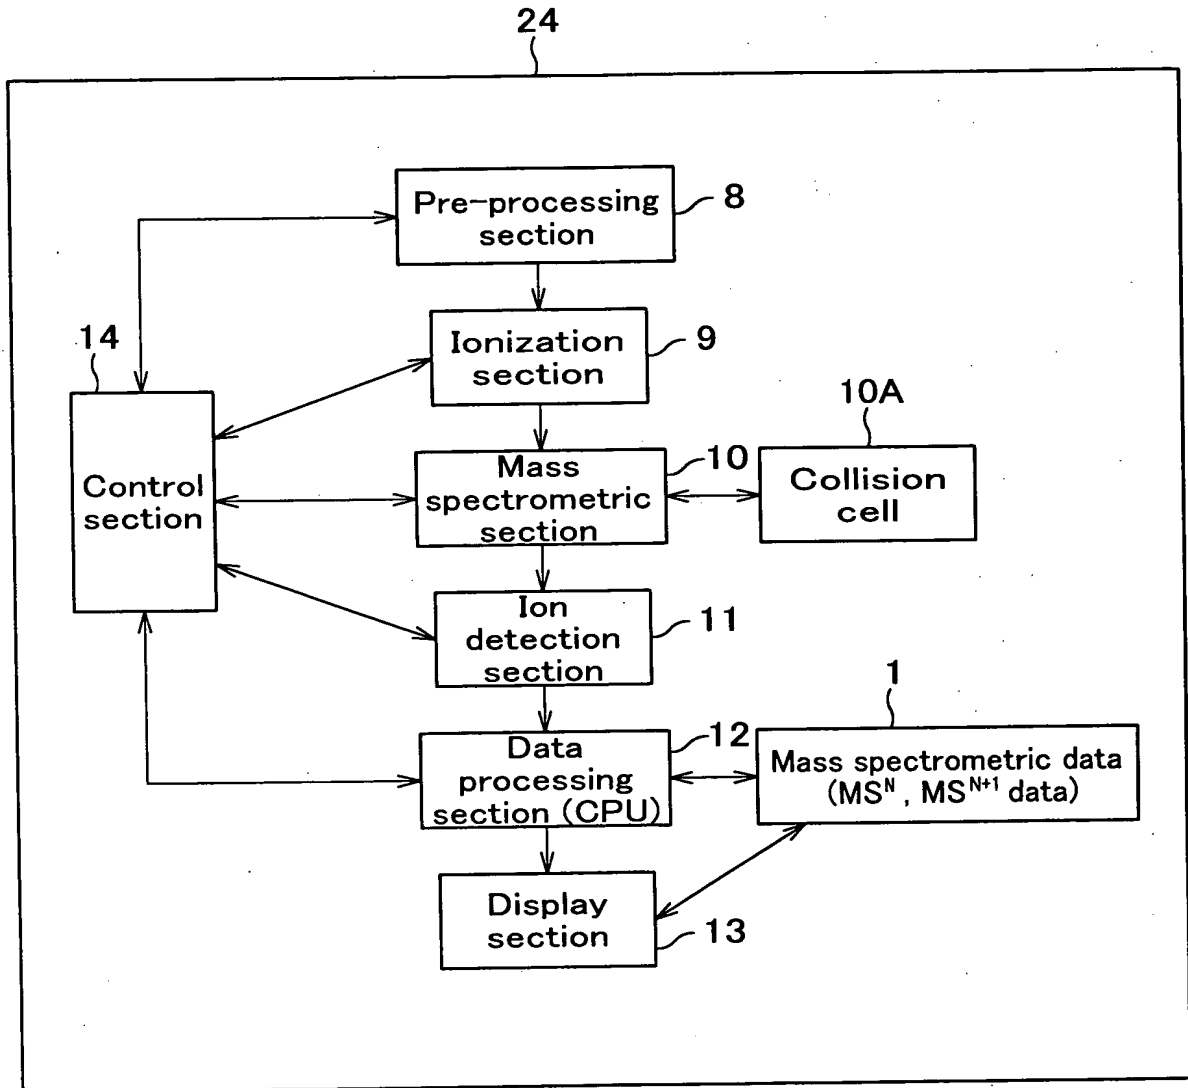 24
Pre-processing
section
8
14
Ionization
section
9
10A
Control
section
Mass
spectrometric
section
10
Collision
cell
Ion
detection
section
11
1
Data
processing
section (CPU)
12
Mass spectrometric data
(MS^N, MS^N+1 data)
Display
section
13